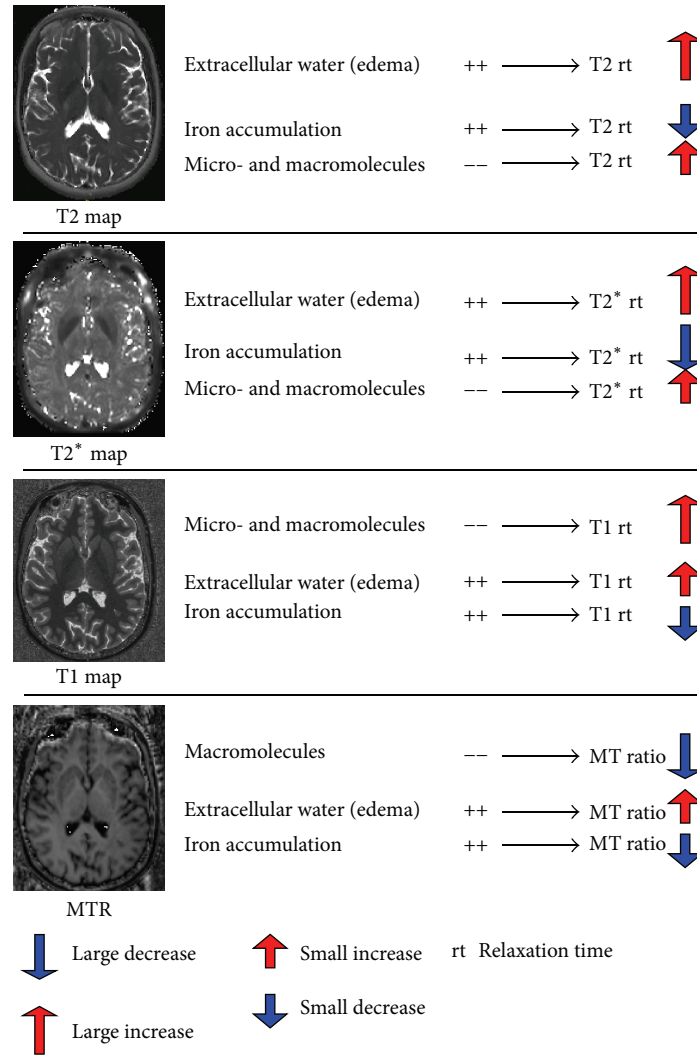 Extracellular water (edema) ++ T2 rt
Iron accumulation ++ T2 rt
Micro- and macromolecules −− T2 rt
T2 map
Extracellular water (edema) ++ T2* rt
Iron accumulation ++ T2* rt
Micro- and macromolecules −− T2* rt
T2* map
Micro- and macromolecules −− T1 rt
Extracellular water (edema) ++ T1 rt
Iron accumulation ++ T1 rt
T1 map
Macromolecules −− MT ratio
Extracellular water (edema) ++ MT ratio
Iron accumulation ++ MT ratio
MTR
Large decrease Small increase rt Relaxation time
Large increase Small decrease